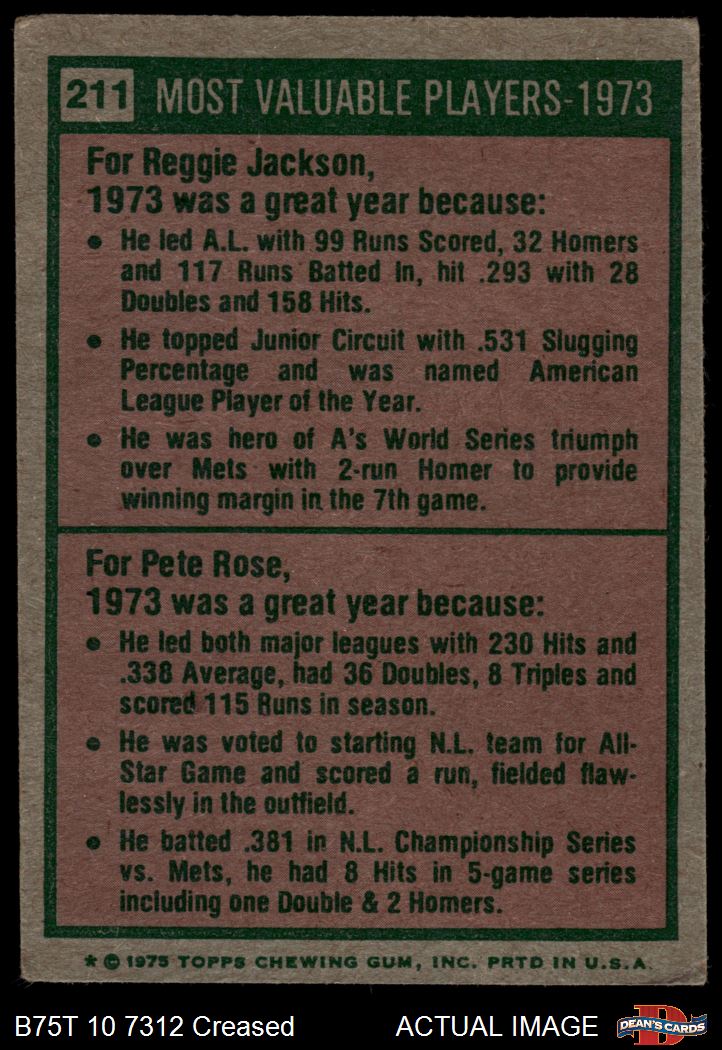 211 MOST VALUABLE PLAYERS-1973
For Reggie Jackson,
1973 was a great year because:
• He led A.L. with 99 Runs Scored, 32 Homers
and 117 Runs Batted In, hit .293 with 28
Doubles and 158 Hits.
• He topped Junior Circuit with .531 Slugging
Percentage and was named American
League Player of the Year.
• He was hero of A's World Series triumph
over Mets with 2-run Homer to provide
winning margin in the 7th game.
For Pete Rose,
1973 was a great year because:
• He led both major leagues with 230 Hits and
.338 Average, had 36 Doubles, 8 Triples and
scored 115 Runs in season.
• He was voted to starting N.L. team for All-
Star Game and scored a run, fielded flaw-
lessly in the outfield.
• He batted .381 in N.L. Championship Series
vs. Mets, he had 8 Hits in 5-game series
including one Double & 2 Homers.
* © 1975 TOPPS CHEWING GUM, INC. PRTD IN U.S.A.
B75T 10 7312 Creased ACTUAL IMAGE D DEAN'S CARDS